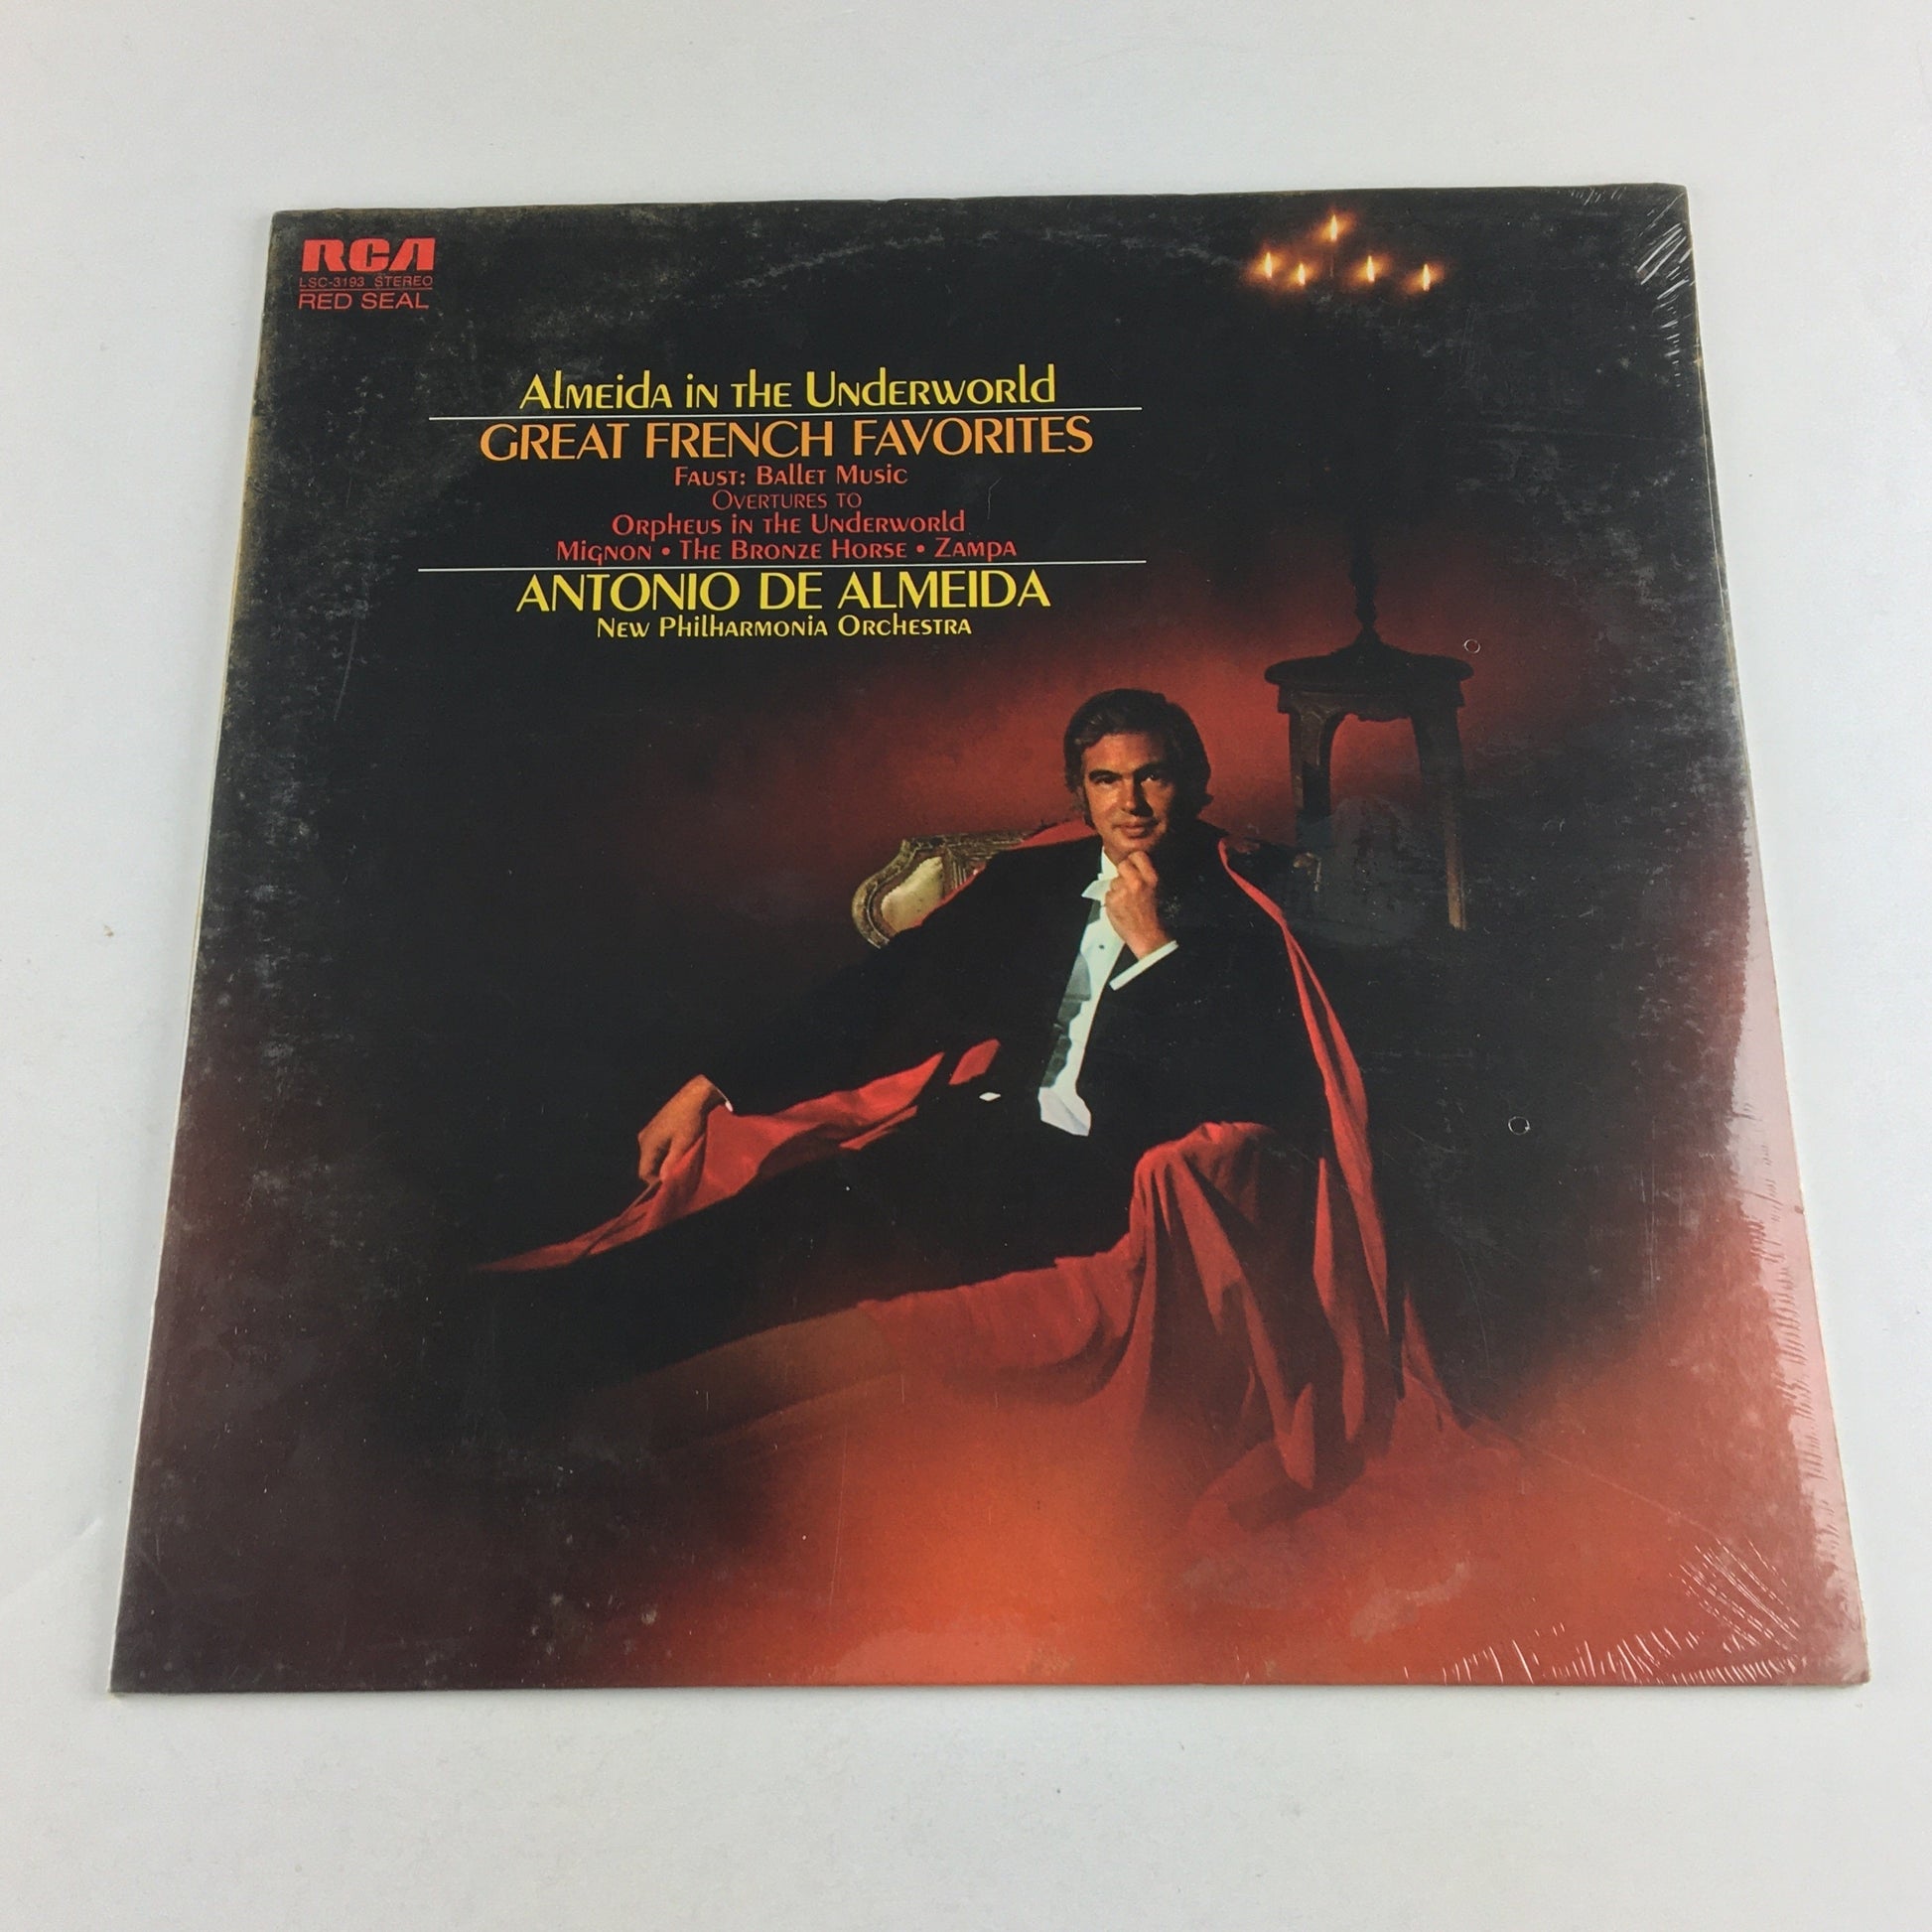 RCA
LSC-3193 STEREO
RED SEAL
Almeida in the Underworld
GREAT FRENCH FAVORITES
Faust: Ballet Music
Overtures to
Orpheus in the Underworld
Mignon • The Bronze Horse • Zampa
ANTONIO DE ALMEIDA
New Philharmonia Orchestra